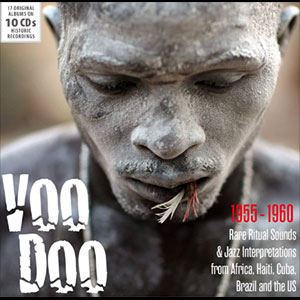 17 ORIGINAL
ALBUMS ON
10 CDs
HISTORIC
RECORDINGS
VOO
DOO
1955-1960
Rare Ritual Sounds
& Jazz Interpretations
from Africa, Haiti, Cuba,
Brazil and the US